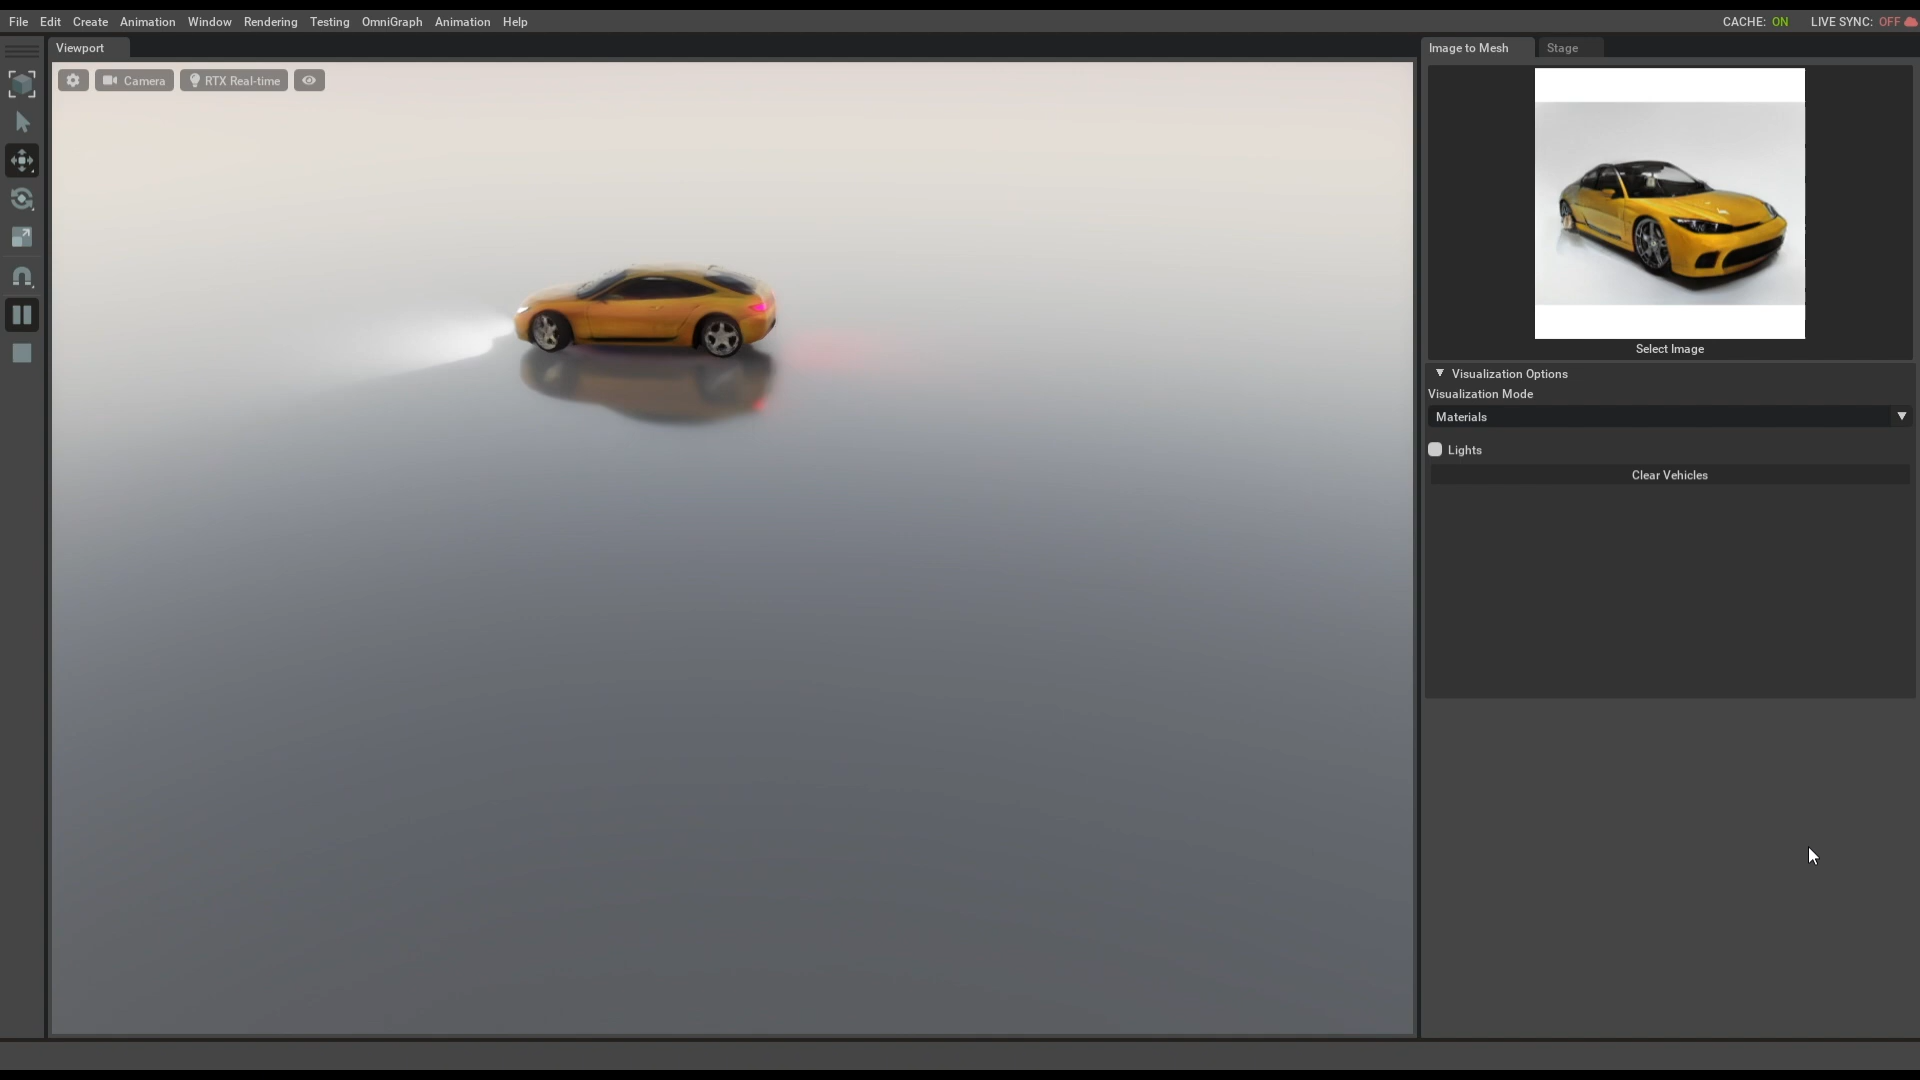 File Edit Create Animation Window Rendering Testing OmniGraph Animation Help CACHE: ON LIVE SYNC: OFF
Viewport
Image to Mesh Stage
Camera RTX Real-time
Select Image
Visualization Options
Visualization Mode
Materials
Lights
Clear Vehicles